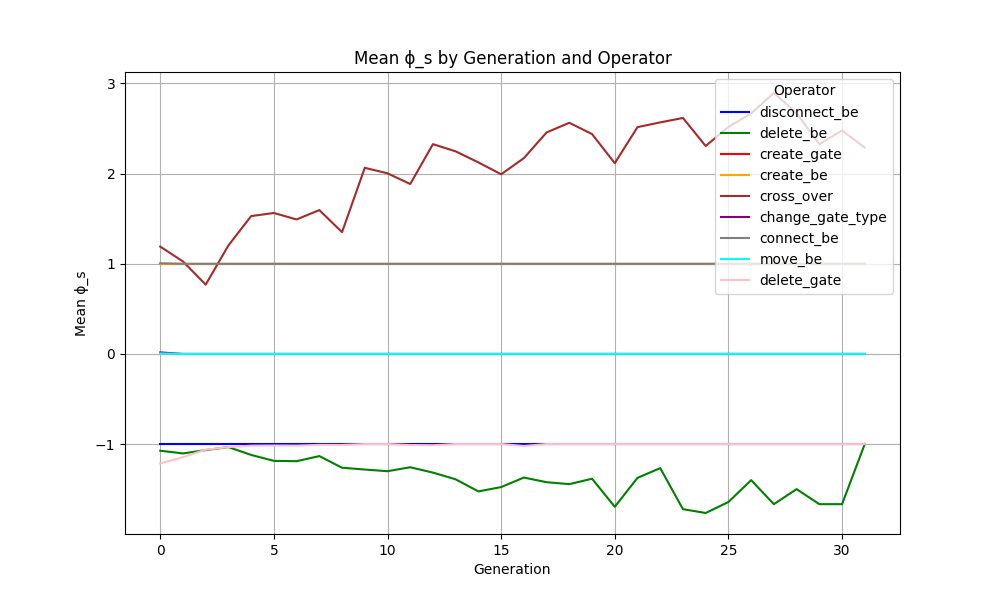 Mean ϕ_s by Generation and Operator
Mean ϕ_s
3
2
1
0
−1
0
5
10
15
20
25
30
Generation
Operator
disconnect_be
delete_be
create_gate
create_be
cross_over
change_gate_type
connect_be
move_be
delete_gate